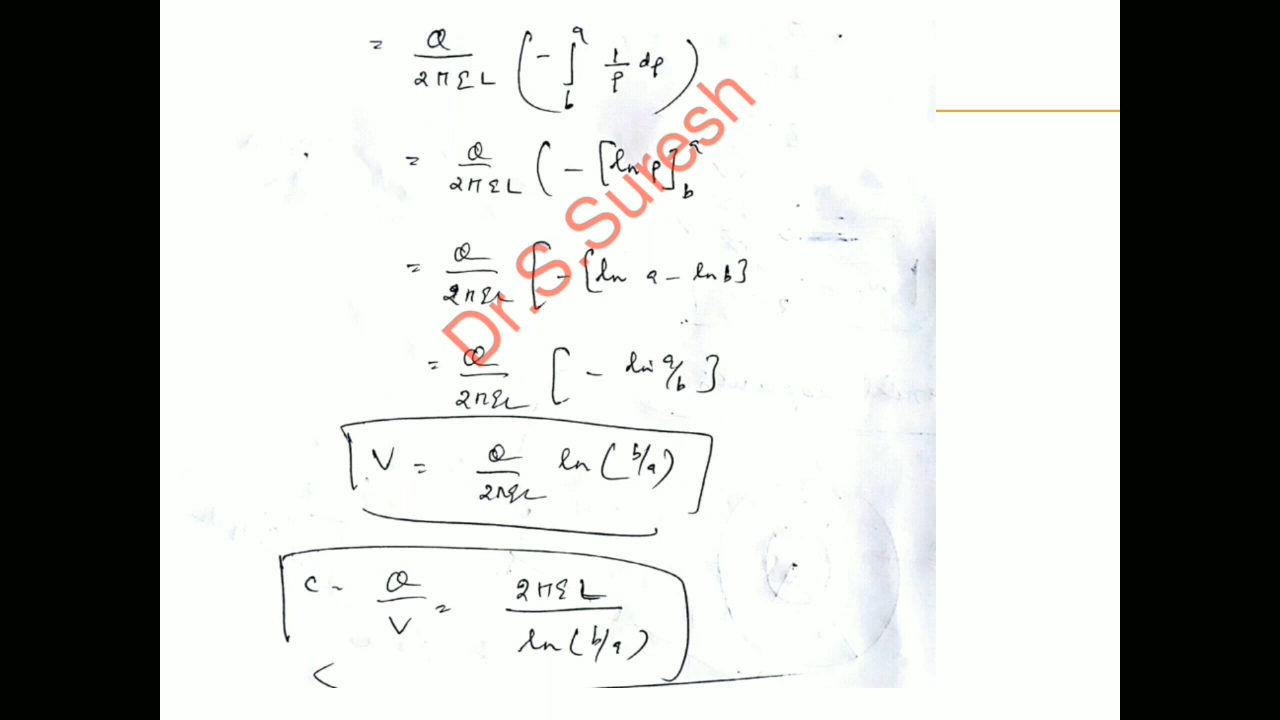 = Q/2πεL ( - ∫_b^a 1/ρ dρ )
= Q/2πεL ( - [ln ρ]_b^a
= Q/2πεL [ - [ln a - ln b]
= Q/2πεL [ - ln a/b ]
V = Q/2πεL ln (b/a)
C = Q/V = 2πεL/ln (b/a)
Dr.S.Suresh